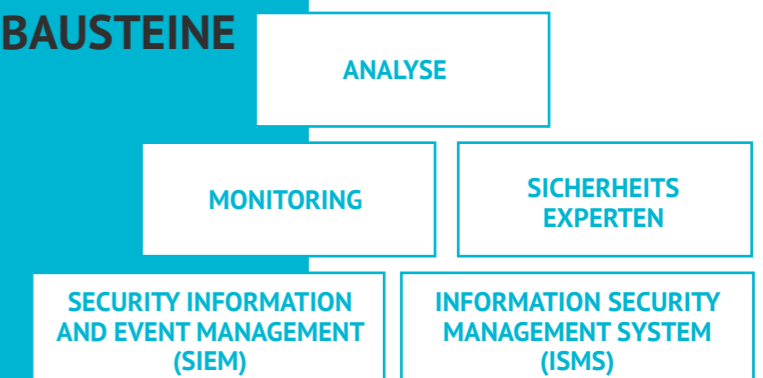 BAUSTEINE
ANALYSE
MONITORING
SICHERHEITS
EXPERTEN
SECURITY INFORMATION
AND EVENT MANAGEMENT
(SIEM)
INFORMATION SECURITY
MANAGEMENT SYSTEM
(ISMS)